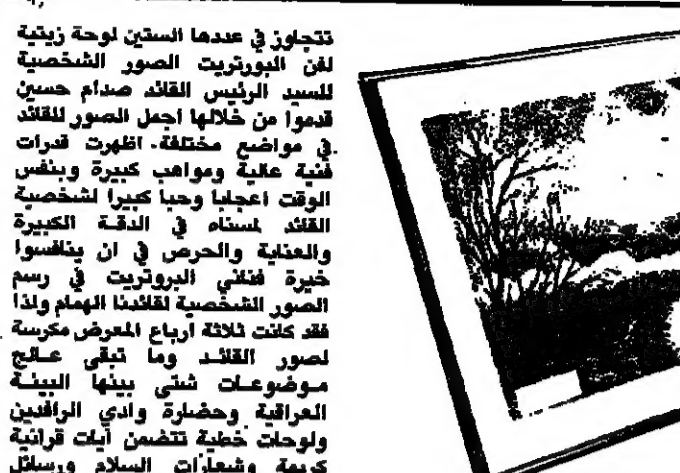 تتجاوز في عددها الستين لوحة زيتية
لفن البورتريت الصور الشخصية
للسيد الرئيس القائد صدام حسين
قدموا من خلالها اجمل الصور للقائد
في مواضع مختلفة. اظهرت قدرات
فنية عالية ومواهب كبيرة وبنفس
الوقت اعجابا وحبا كبيرا لشخصية
القائد لمسناه في الدقة الكبيرة
والعناية والحرص في ان ينافسوا
خيرة فناني البروتريت في رسم
الصور الشخصية لقائدنا الهمام ولذا
فقد كانت ثلاثة ارباع المعرض مكرسة
لصور القائد وما تبقى عالج
موضوعات شتى بينها البيئة
العراقية وحضارة وادي الرافدين
ولوحات خطية تتضمن آيات قرانية
كريمة وشعارات السلام ورسائل